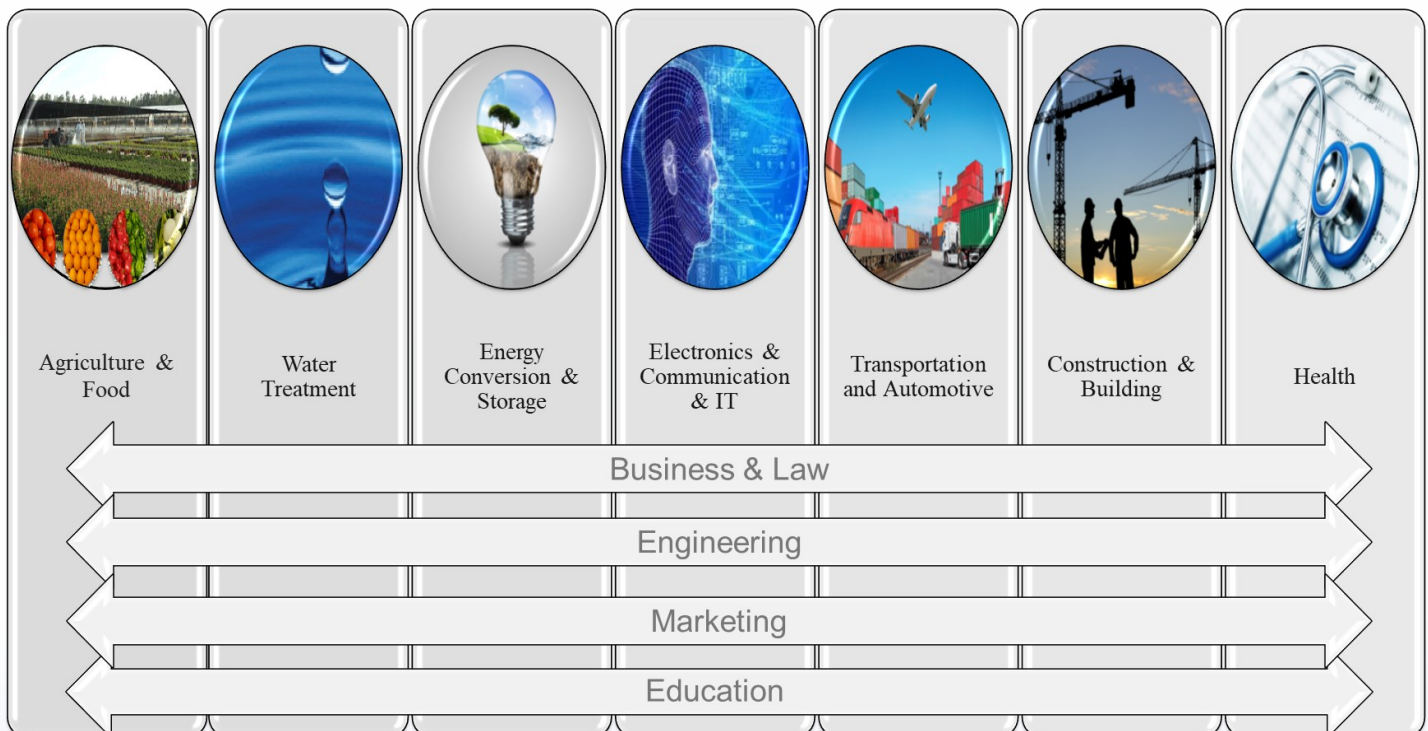 Agriculture &
Food
Water
Treatment
Energy
Conversion &
Storage
Electronics &
Communication
& IT
Transportation
and Automotive
Construction &
Building
Health
Business & Law
Engineering
Marketing
Education